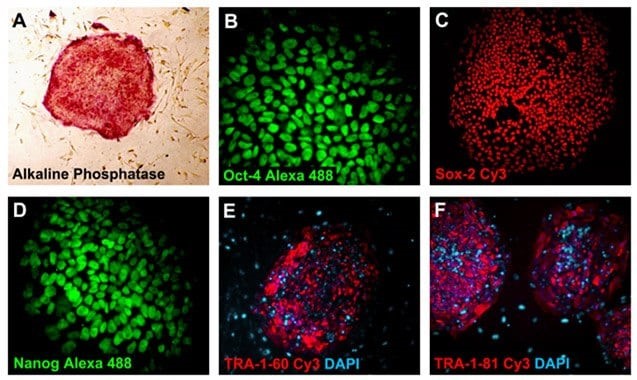 A
Alkaline Phosphatase
B
Oct-4 Alexa 488
C
Sox-2 Cy3
D
Nanog Alexa 488
E
TRA-1-60 Cy3 DAPI
F
TRA-1-81 Cy3 DAPI